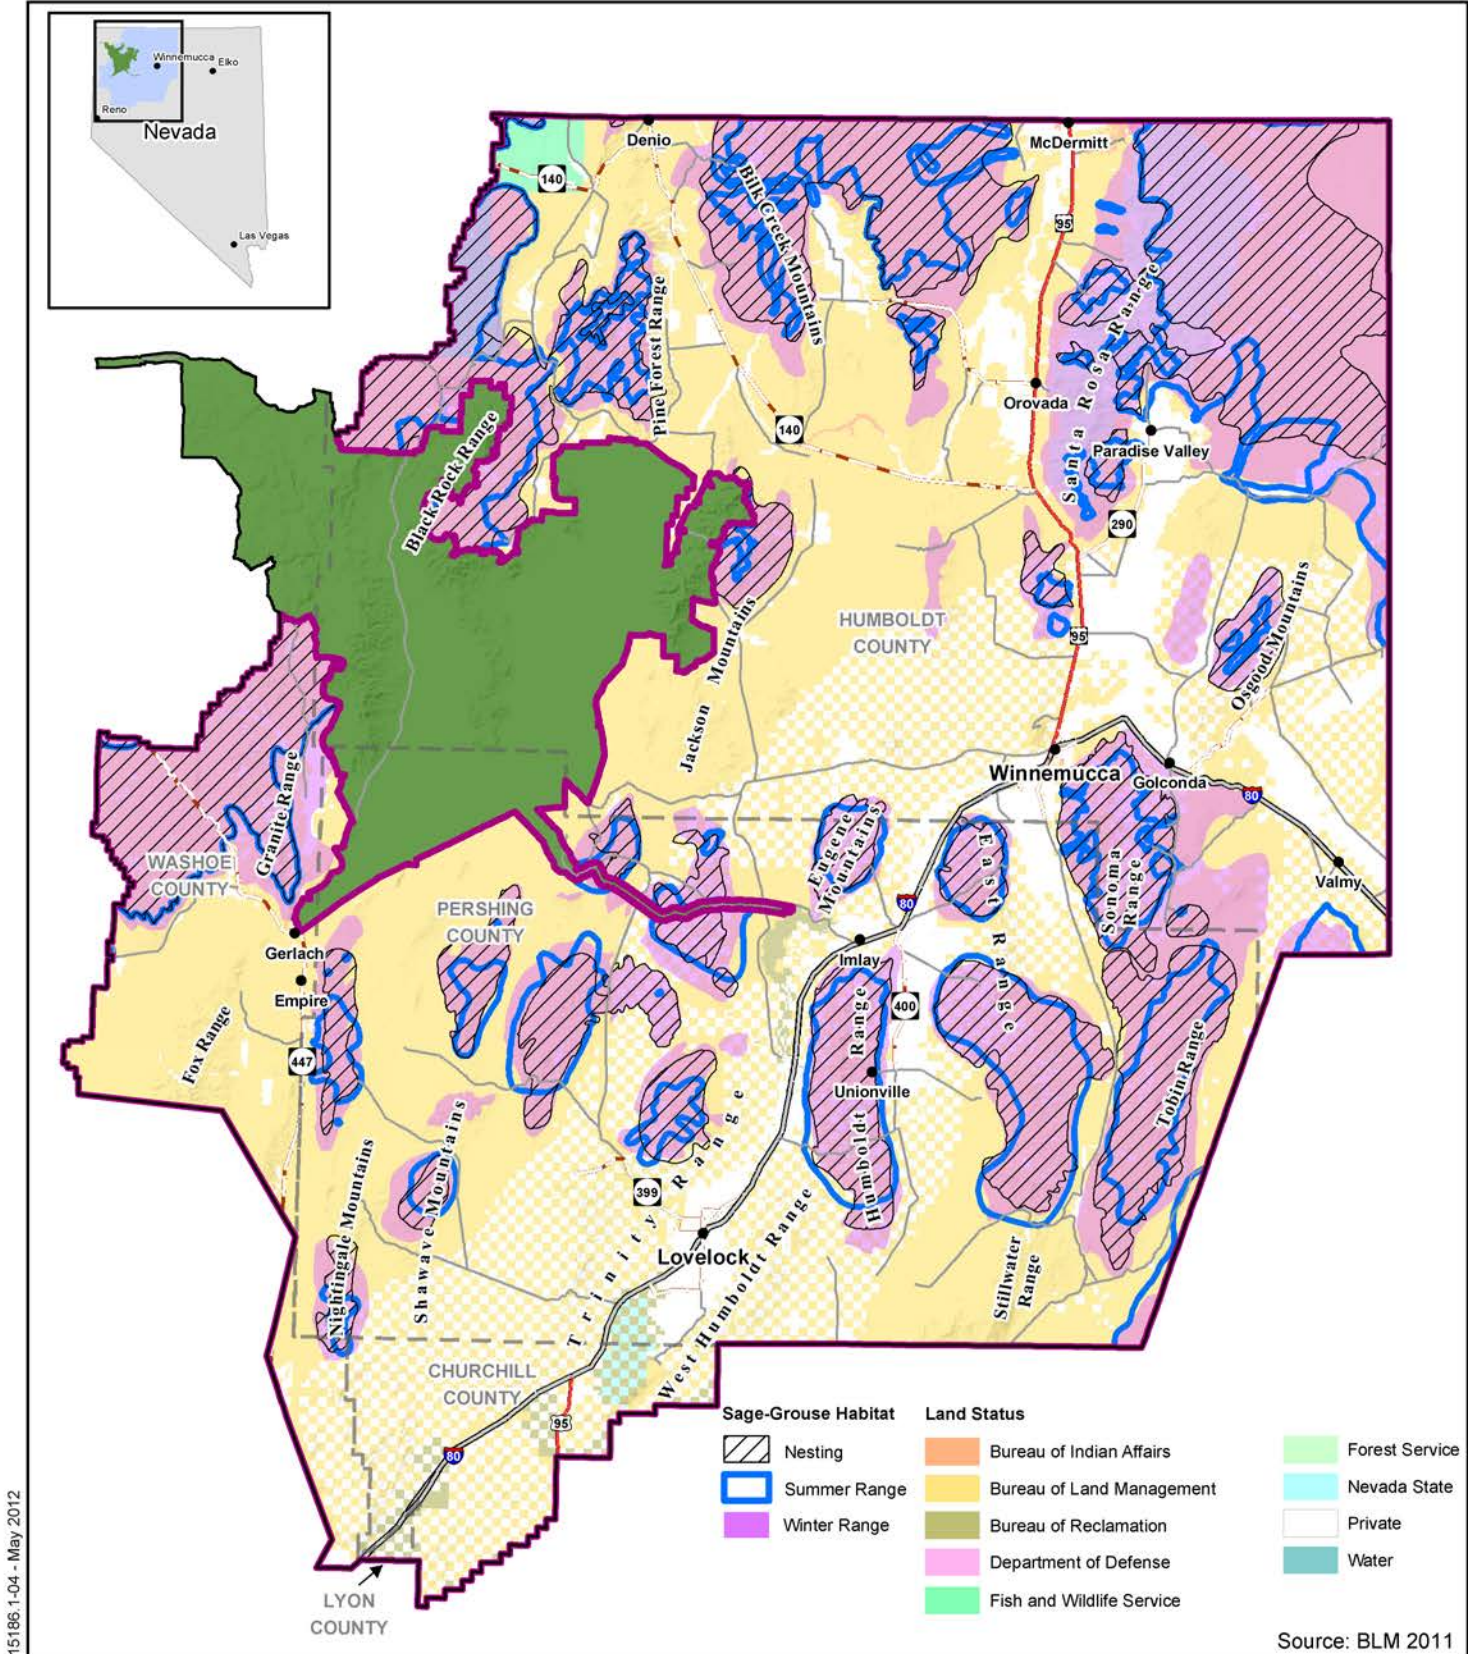 Winnemucca
Elko
Reno
Nevada
Las Vegas
Denio
McDermitt
140
Bilk Creek Mountains
95
Pine Forest Range
Santa Rosa Range
Orovada
140
Paradise Valley
Black Rock Range
290
HUMBOLDT
COUNTY
95
Jackson Mountains
Osgood Mountains
Winnemucca
Golconda
80
Granite Range
WASHOE
COUNTY
Eugene
Mountains
East Range
Sonoma
Range
Valmy
80
PERSHING
COUNTY
Gerlach
Imlay
Empire
400
Fox Range
447
Humboldt Range
Unionville
Tobin Range
Nightingale Mountains
Shawave Mountains
399
Trinity Range
Lovelock
West Humboldt Range
Stillwater
Range
CHURCHILL
COUNTY
95
80
LYON
COUNTY
Sage-Grouse Habitat
Nesting
Summer Range
Winter Range
Land Status
Bureau of Indian Affairs
Bureau of Land Management
Bureau of Reclamation
Department of Defense
Fish and Wildlife Service
Forest Service
Nevada State
Private
Water
Source: BLM 2011
15186.1-04 - May 2012